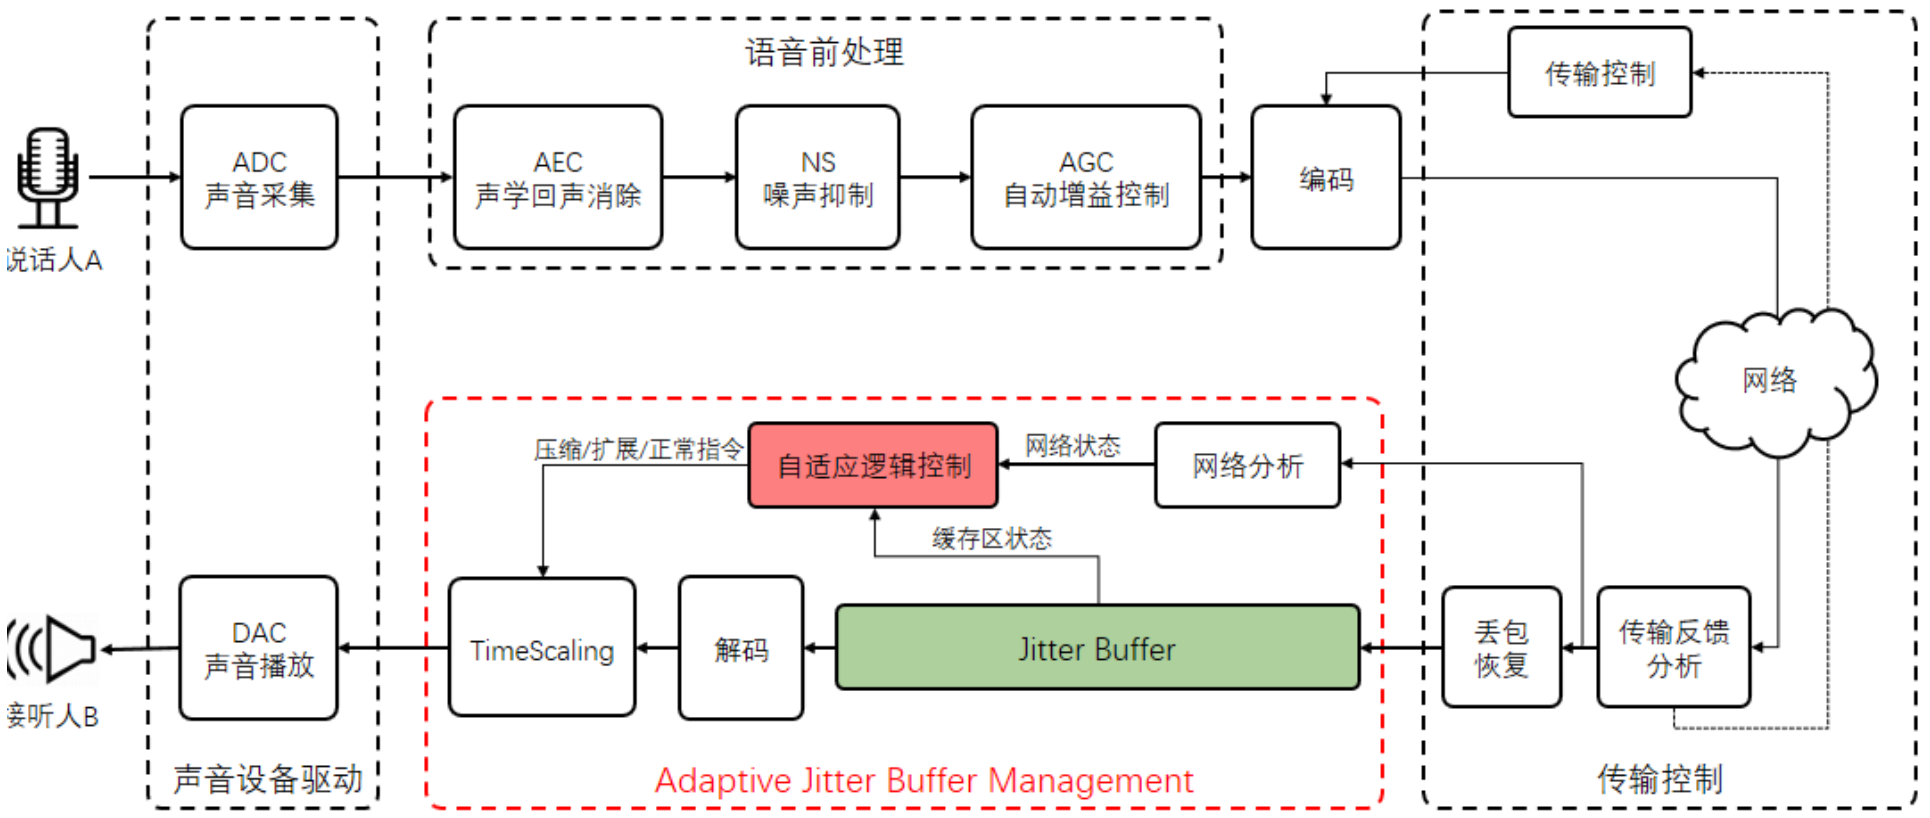 语音前处理
传输控制
ADC
声音采集
AEC
声学回声消除
NS
噪声抑制
AGC
自动增益控制
编码
说话人A
网络
压缩/扩展/正常指令
自适应逻辑控制
网络状态
网络分析
缓存区状态
DAC
声音播放
TimeScaling
解码
Jitter Buffer
丢包
恢复
传输反馈
分析
接听人B
声音设备驱动
Adaptive Jitter Buffer Management
传输控制